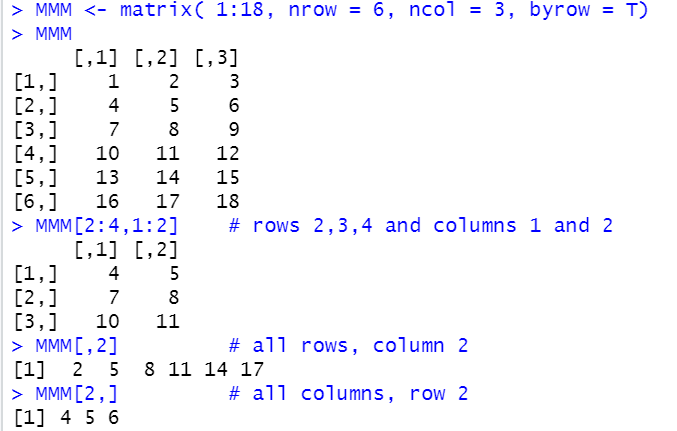 > MMM <- matrix( 1:18, nrow = 6, ncol = 3, byrow = T)
> MMM
     [,1] [,2] [,3]
[1,]    1    2    3
[2,]    4    5    6
[3,]    7    8    9
[4,]   10   11   12
[5,]   13   14   15
[6,]   16   17   18
> MMM[2:4,1:2]    # rows 2,3,4 and columns 1 and 2
     [,1] [,2]
[1,]    4    5
[2,]    7    8
[3,]   10   11
> MMM[,2]         # all rows, column 2
[1]  2  5  8 11 14 17
> MMM[2,]         # all columns, row 2
[1] 4 5 6